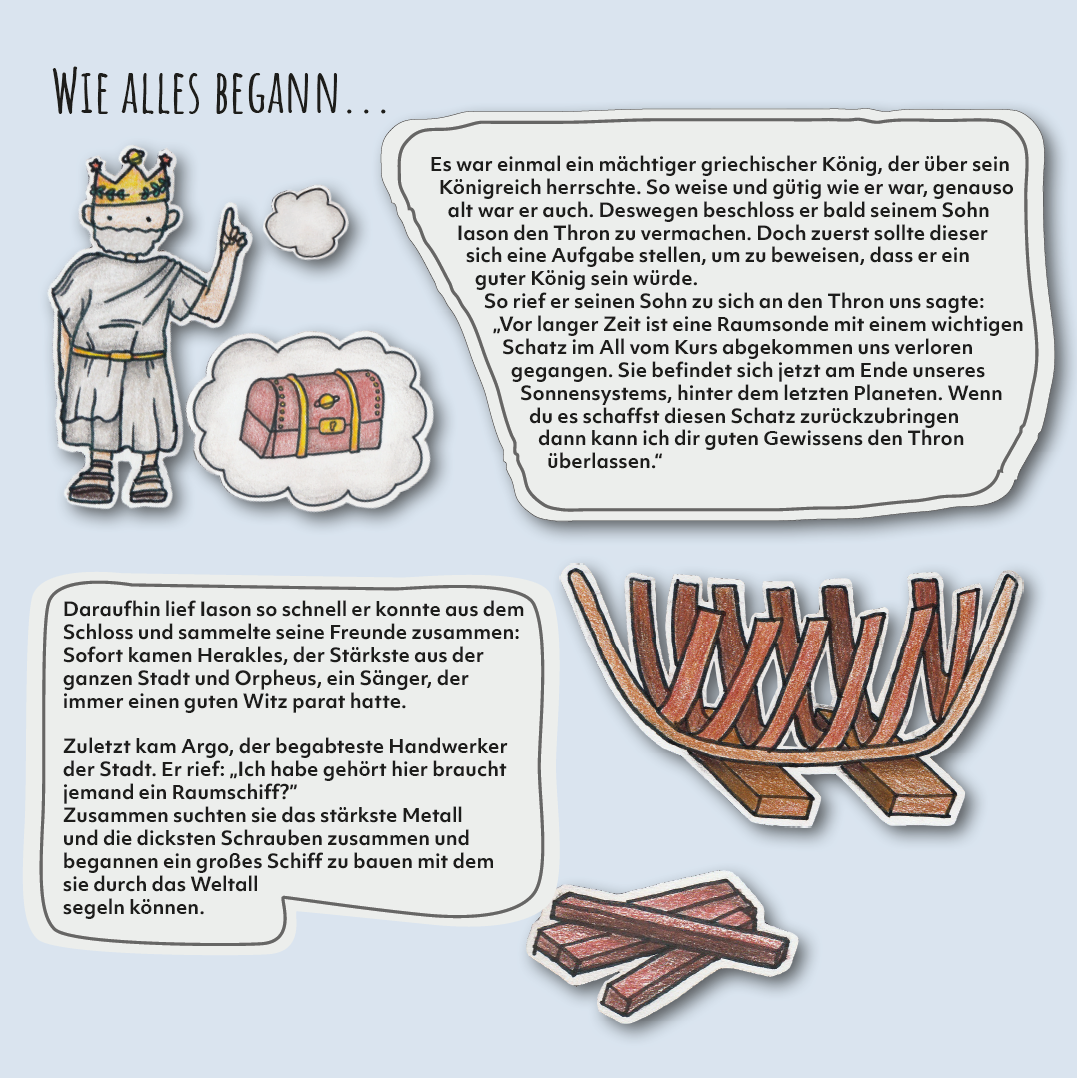 WIE ALLES BEGANN...
Es war einmal ein mächtiger griechischer König, der über sein
Königreich herrschte. So weise und gütig wie er war, genauso
alt war er auch. Deswegen beschloss er bald seinem Sohn
Iason den Thron zu vermachen. Doch zuerst sollte dieser
sich eine Aufgabe stellen, um zu beweisen, dass er ein
guter König sein würde.
So rief er seinen Sohn zu sich an den Thron uns sagte:
„Vor langer Zeit ist eine Raumsonde mit einem wichtigen
Schatz im All vom Kurs abgekommen uns verloren
gegangen. Sie befindet sich jetzt am Ende unseres
Sonnensystems, hinter dem letzten Planeten. Wenn
du es schaffst diesen Schatz zurückzubringen
dann kann ich dir guten Gewissens den Thron
überlassen.“
Daraufhin lief Iason so schnell er konnte aus dem
Schloss und sammelte seine Freunde zusammen:
Sofort kamen Herakles, der Stärkste aus der
ganzen Stadt und Orpheus, ein Sänger, der
immer einen guten Witz parat hatte.
Zuletzt kam Argo, der begabteste Handwerker
der Stadt. Er rief: „Ich habe gehört hier braucht
jemand ein Raumschiff?”
Zusammen suchten sie das stärkste Metall
und die dicksten Schrauben zusammen und
begannen ein großes Schiff zu bauen mit dem
sie durch das Weltall
segeln können.